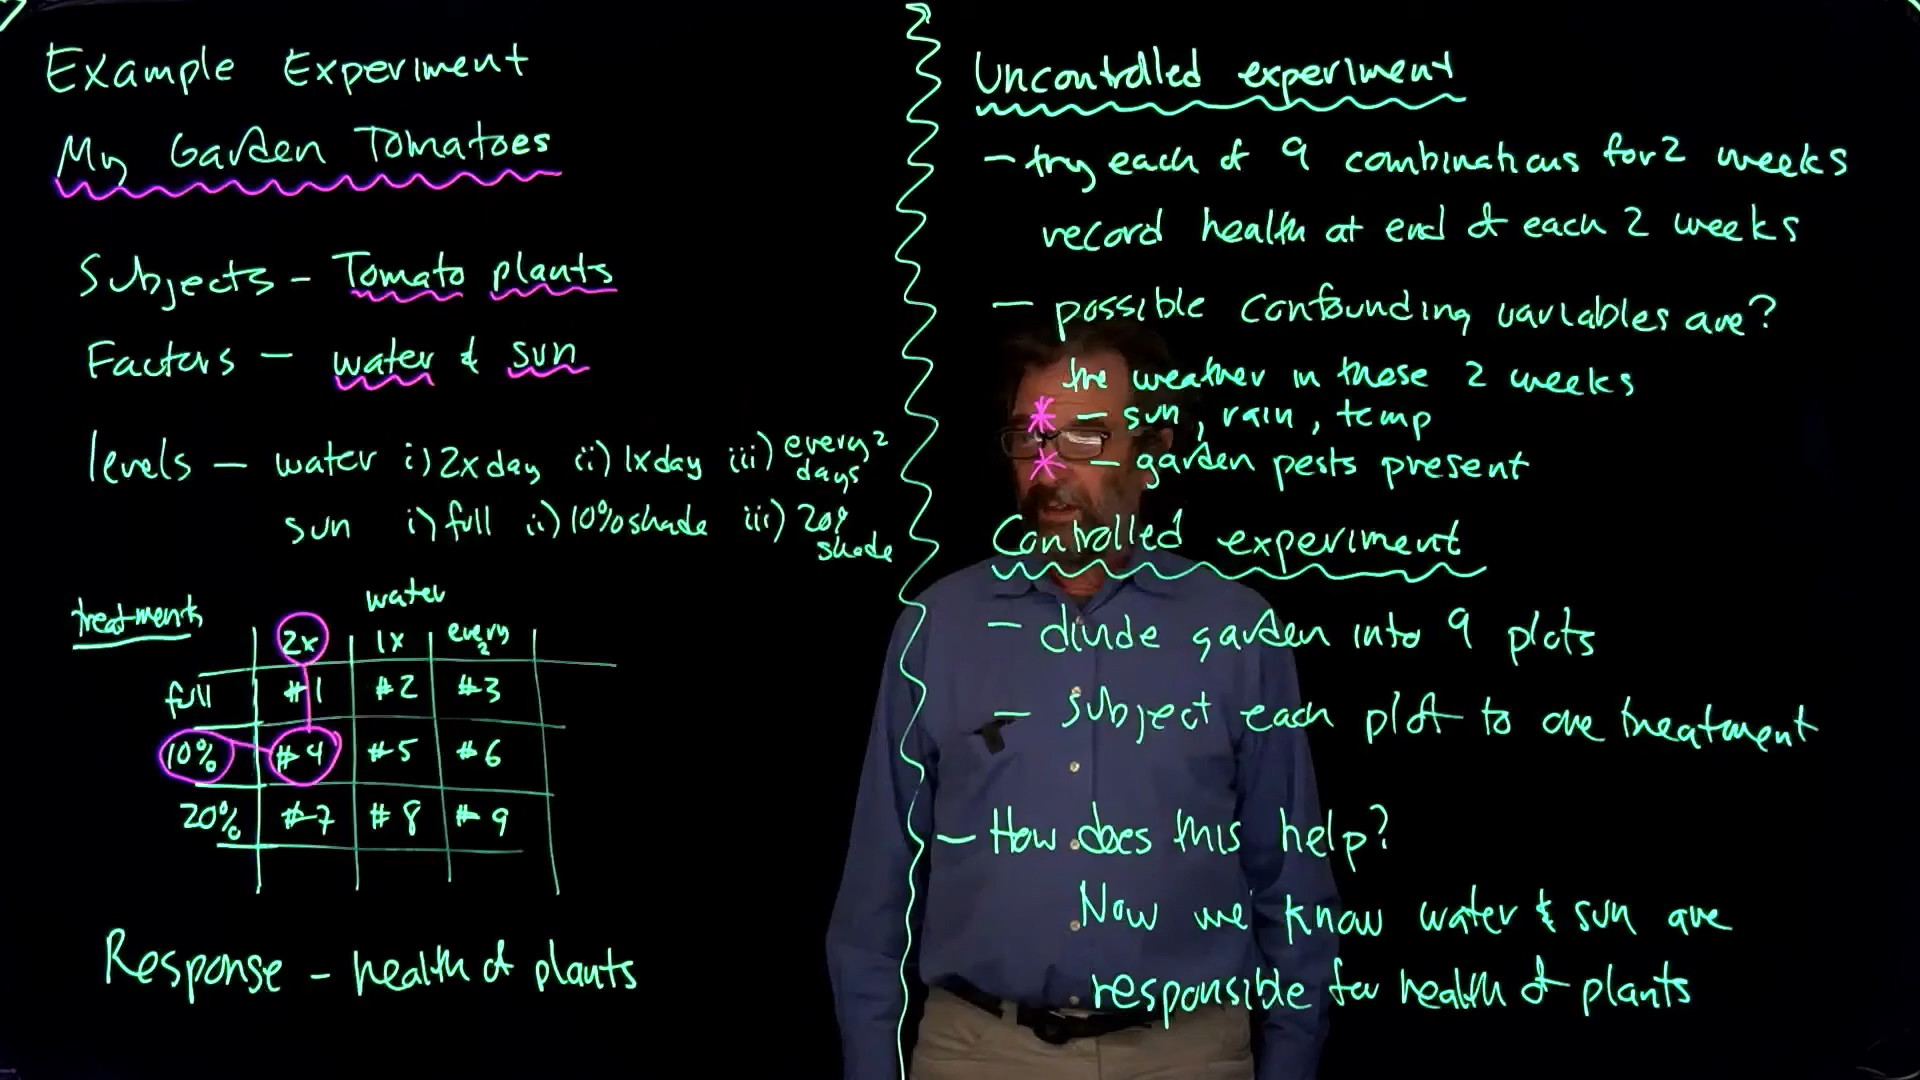 Example Experiment
My Garden Tomatoes
Subjects - Tomato plants
Factors - water & sun
levels - water i) 2x day ii) 1x day iii) every 2 days
sun i) full ii) 10% shade iii) 20% shade
treatments
water
2x 1x every 2
full #1 #2 #3
10% #4 #5 #6
20% #7 #8 #9
Response - health of plants
Uncontrolled experiment
- try each of 9 combinations for 2 weeks
record health at end of each 2 weeks
- possible confounding variables are?
the weather in these 2 weeks
* - sun, rain, temp
* - garden pests present
Controlled experiment
- divide garden into 9 plots
- subject each plot to one treatment
- How does this help?
Now we know water & sun are
responsible for health of plants